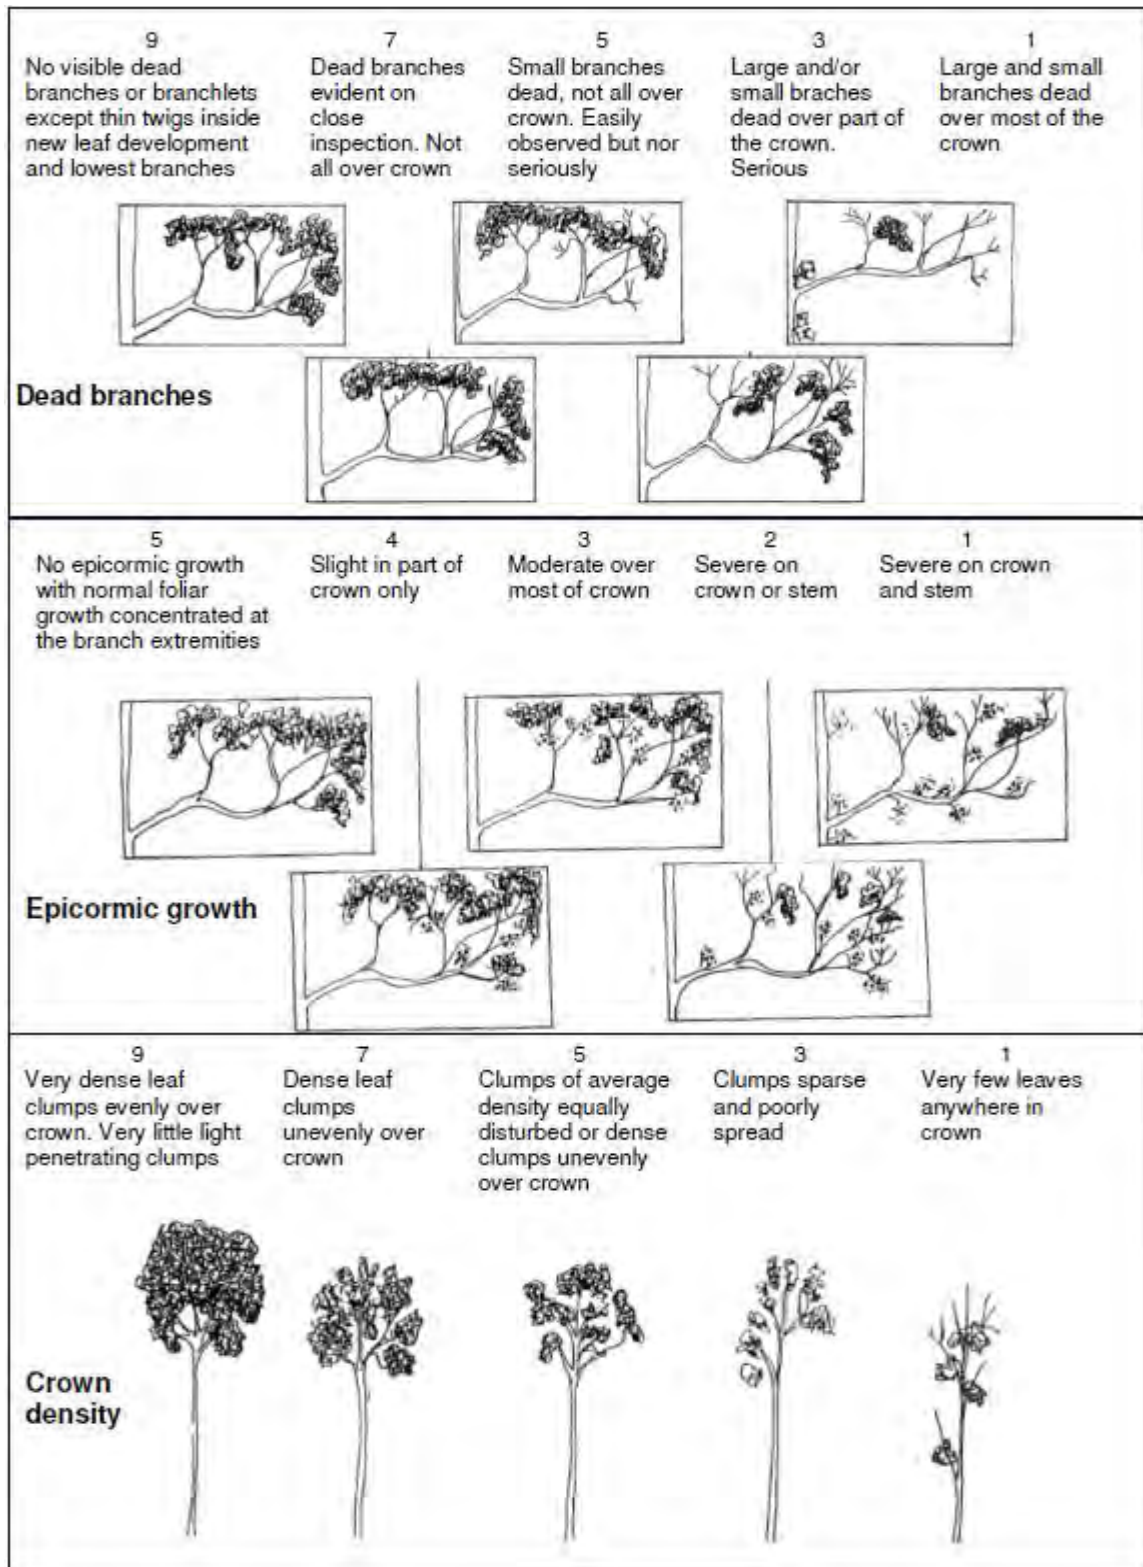 9
No visible dead
branches or branchlets
except thin twigs inside
new leaf development
and lowest branches
7
Dead branches
evident on
close
inspection. Not
all over crown
5
Small branches
dead, not all over
crown. Easily
observed but nor
seriously
3
Large and/or
small braches
dead over part of
the crown.
Serious
1
Large and small
branches dead
over most of the
crown
Dead branches
5
No epicormic growth
with normal foliar
growth concentrated at
the branch extremities
4
Slight in part of
crown only
3
Moderate over
most of crown
2
Severe on
crown or stem
1
Severe on crown
and stem
Epicormic growth
9
Very dense leaf
clumps evenly over
crown. Very little light
penetrating clumps
7
Dense leaf
clumps
unevenly over
crown
5
Clumps of average
density equally
disturbed or dense
clumps unevenly
over crown
3
Clumps sparse
and poorly
spread
1
Very few leaves
anywhere in
crown
Crown
density